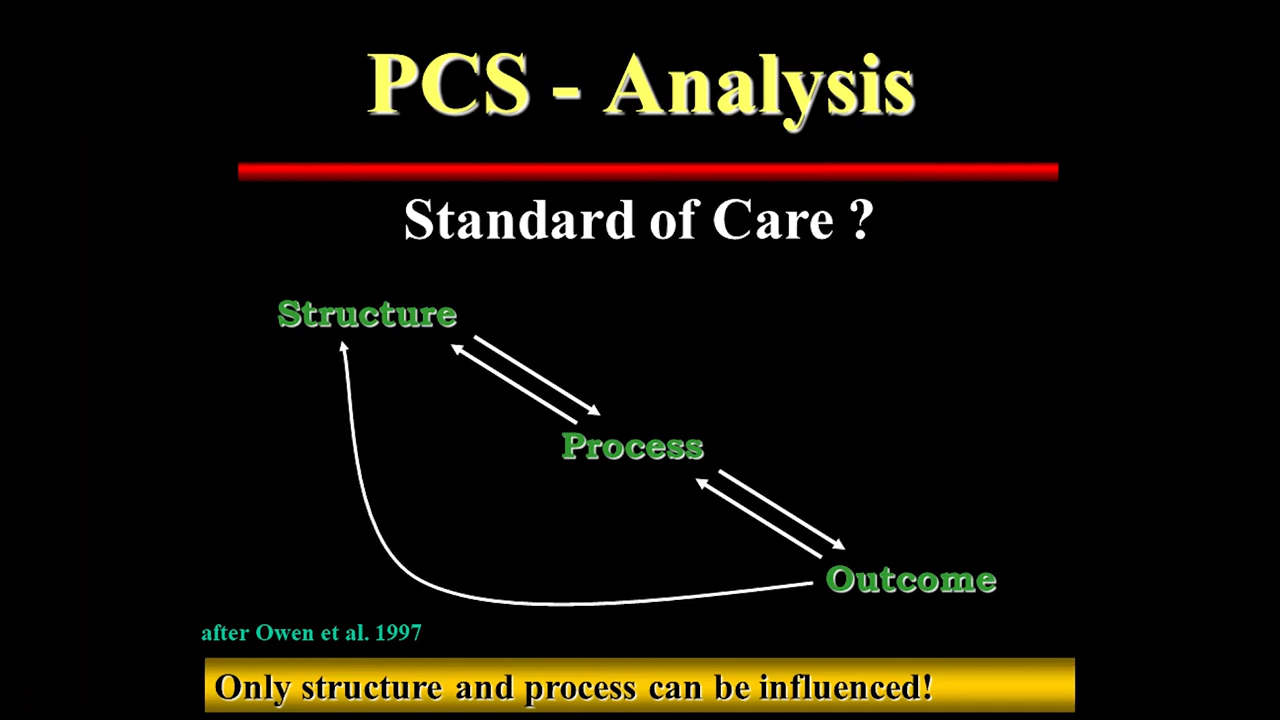 PCS - Analysis
Standard of Care ?
Structure
Process
Outcome
after Owen et al. 1997
Only structure and process can be influenced!